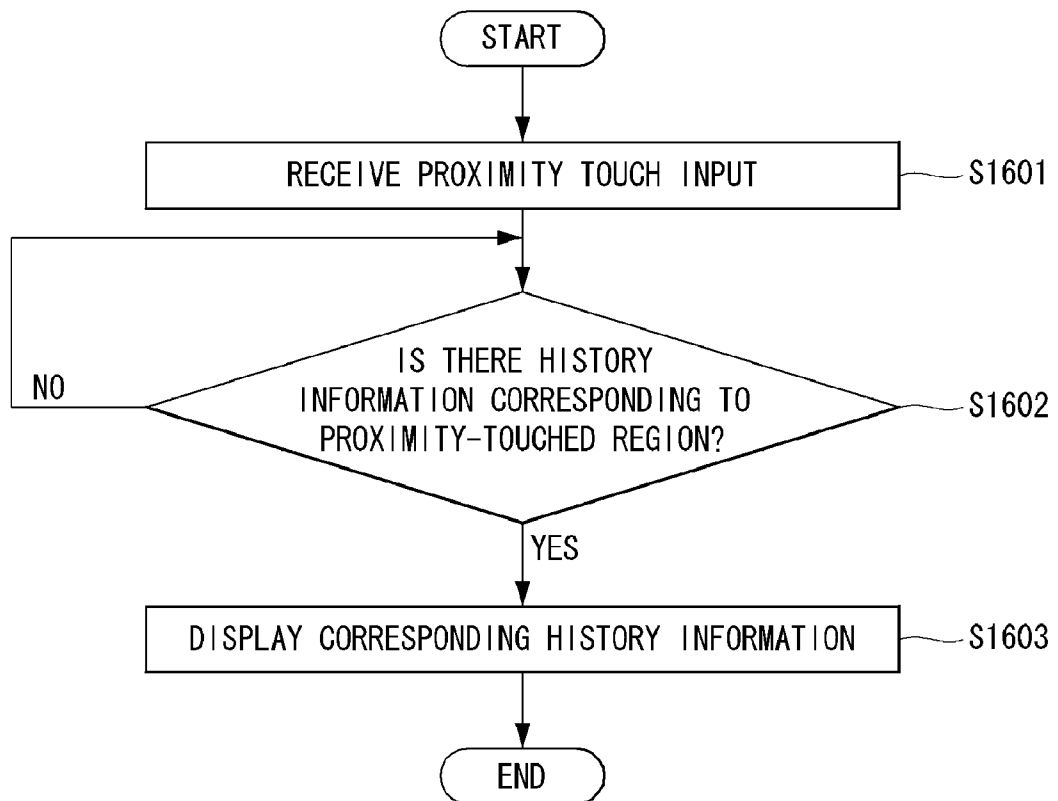 START
RECEIVE PROXIMITY TOUCH INPUT
S1601
IS THERE HISTORY
INFORMATION CORRESPONDING TO
PROXIMITY-TOUCHED REGION?
S1602
NO
YES
DISPLAY CORRESPONDING HISTORY INFORMATION
S1603
END